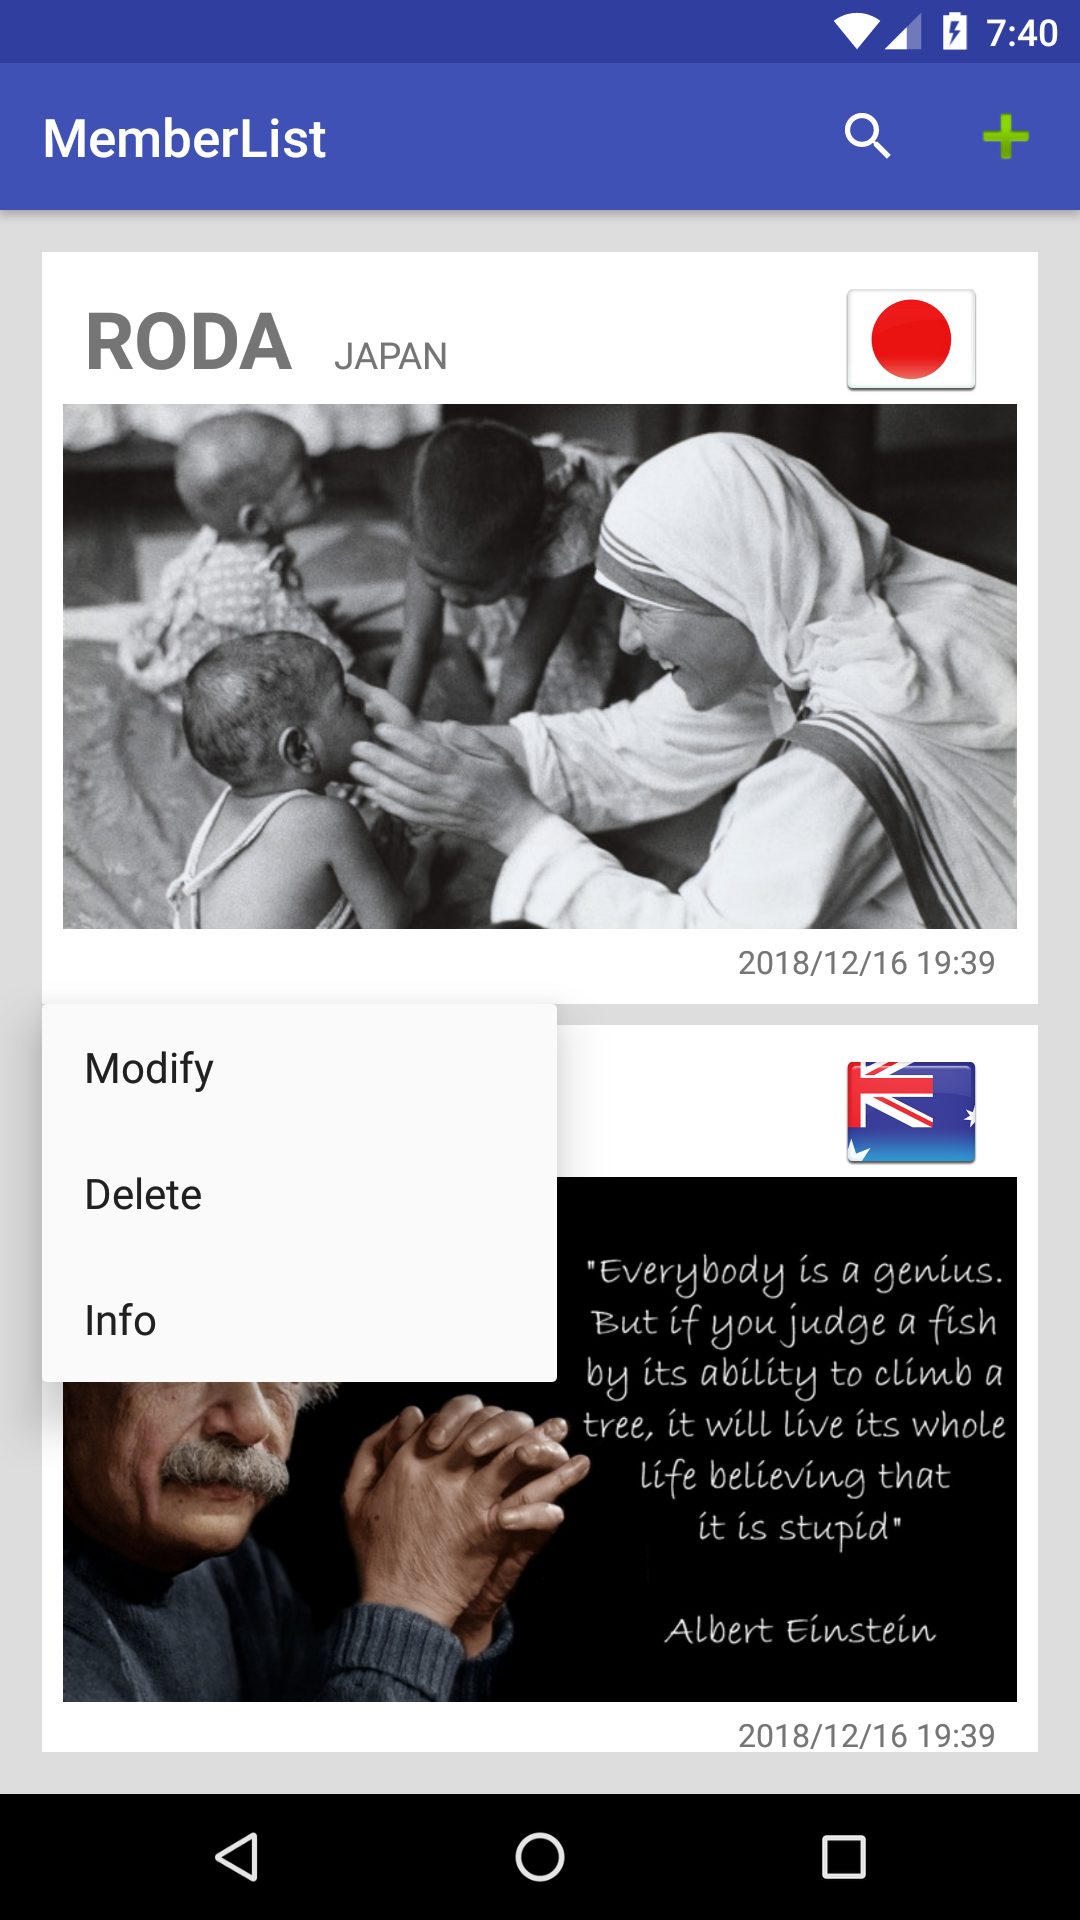 7:40
MemberList
RODA JAPAN
2018/12/16 19:39
Modify
Delete
Info
"Everybody is a genius.
But if you judge a fish
by its ability to climb a
tree, it will live its whole
life believing that
it is stupid"
Albert Einstein
2018/12/16 19:39